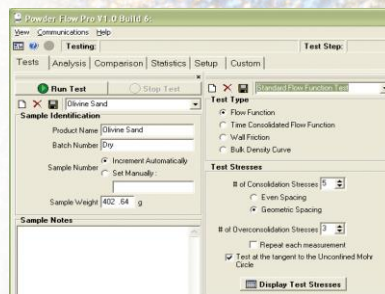 Powder Flow Pro V1.0 Build 6:
View Communications Help
Testing: Test Step:
Tests Analysis Comparison Statistics Setup Custom
Run Test Stop Test
Olivine Sand
Sample Identification
Product Name Olivine Sand
Batch Number Dry
Sample Number Increment Automatically
Set Manually:
Sample Weight 402 .64 g
Sample Notes
Standard Flow Function Test
Test Type
Flow Function
Time Consolidated Flow Function
Wall Friction
Bulk Density Curve
Test Stresses
# of Consolidation Stresses 5
Even Spacing
Geometric Spacing
# of Overconsolidation Stresses 3
Repeat each measurement
Test at the tangent to the Unconfined Mohr
Circle
Display Test Stresses